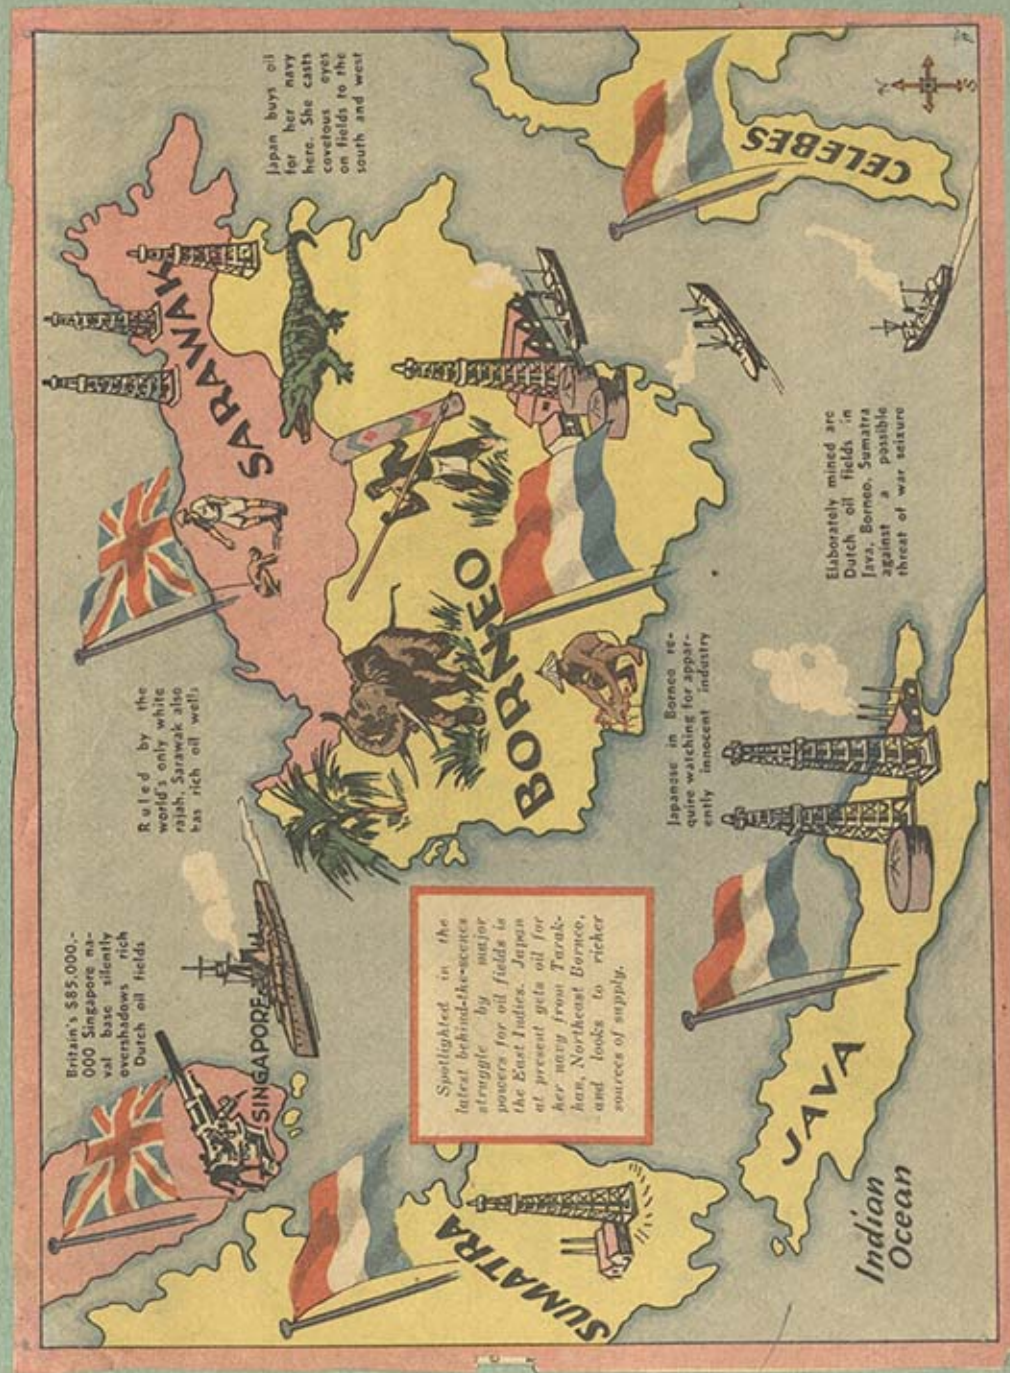 Britain's $85,000,-
000 Singapore na-
val base silently
overshadows rich
Dutch oil fields
Ruled by the
world's only white
rajah, Sarawak also
has rich oil wells
Japan buys oil
for her navy
here. She casts
covetous eyes
on fields to the
south and west
SINGAPORE
SARAWAK
BORNEO
CELEBES
SUMATRA
JAVA
Spotlighted in the
latest behind-the-scenes
struggle by major
powers for oil fields is
the East Indies. Japan
at present gets oil for
her navy from Tarak-
han, Northeast Borneo,
and looks to richer
sources of supply.
Japanese in Borneo re-
quire watching for appar-
ently innocent industry
Elaborately mined are
Dutch oil fields in
Java, Borneo, Sumatra
against a possible
threat of war seizure
Indian
Ocean
N
S